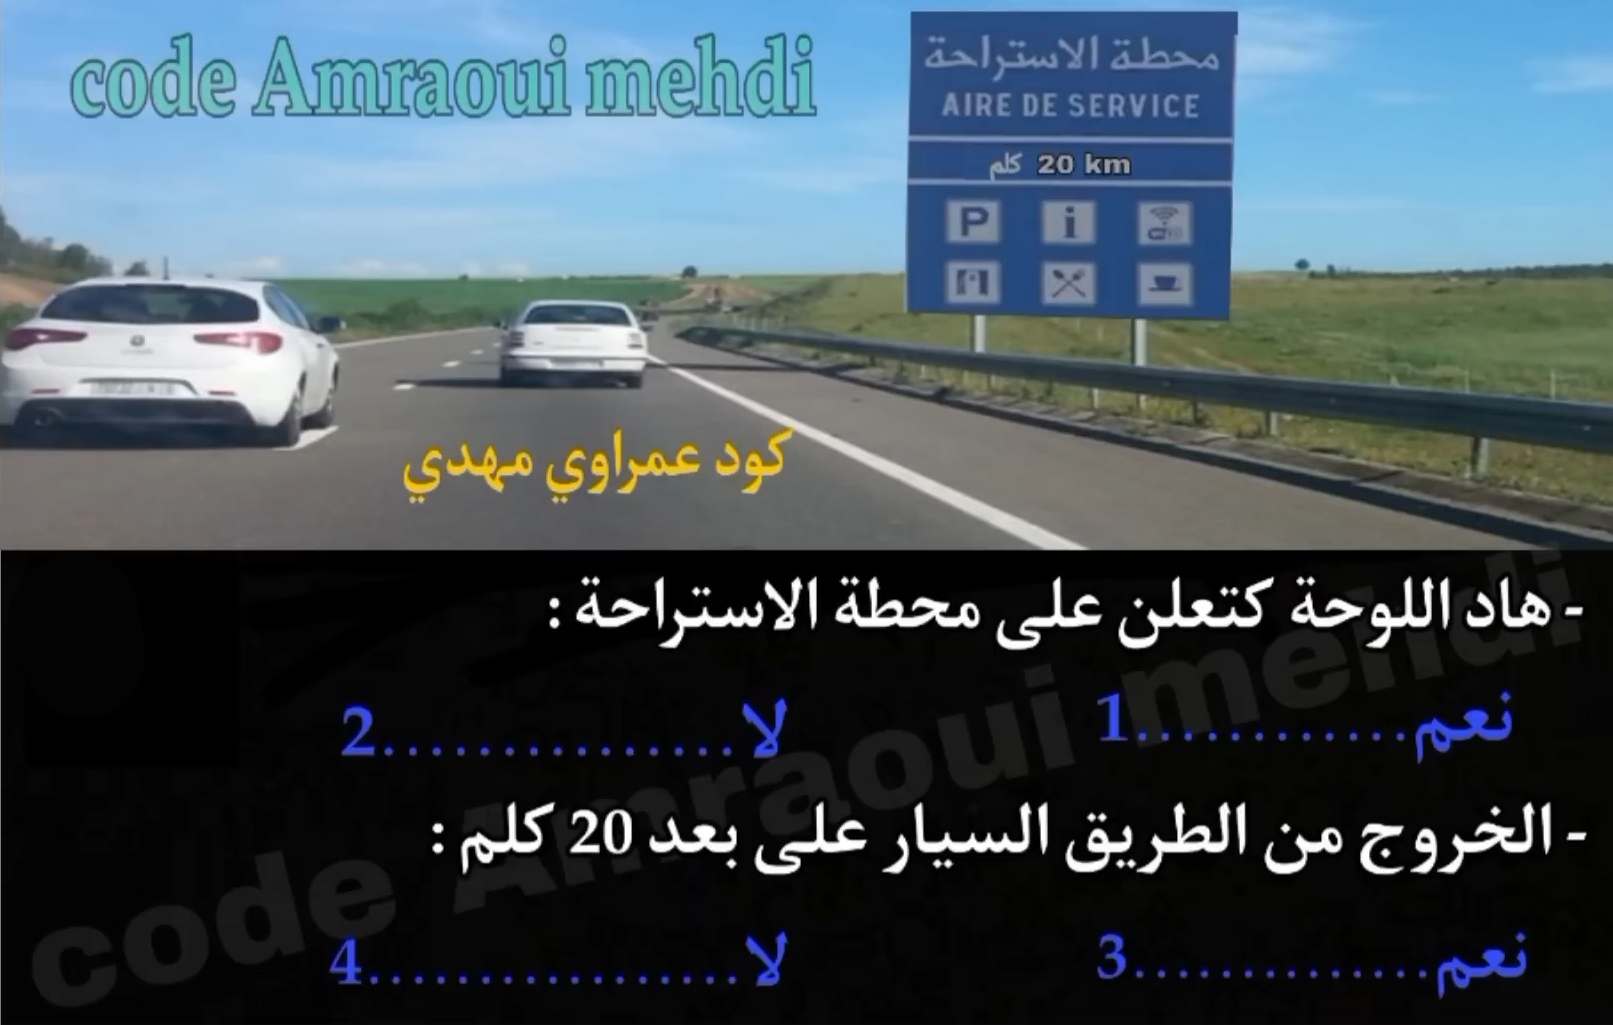 code Amraoui mehdi
محطة الاستراحة
AIRE DE SERVICE
20 km كلم
P i
كود عمراوي مهدي
- هاد اللوحة كتعلن على محطة الاستراحة :
نعم............1 لا...............2
- الخروج من الطريق السيار على بعد 20 كلم :
نعم.............3 لا................4
code Amraoui mehdi